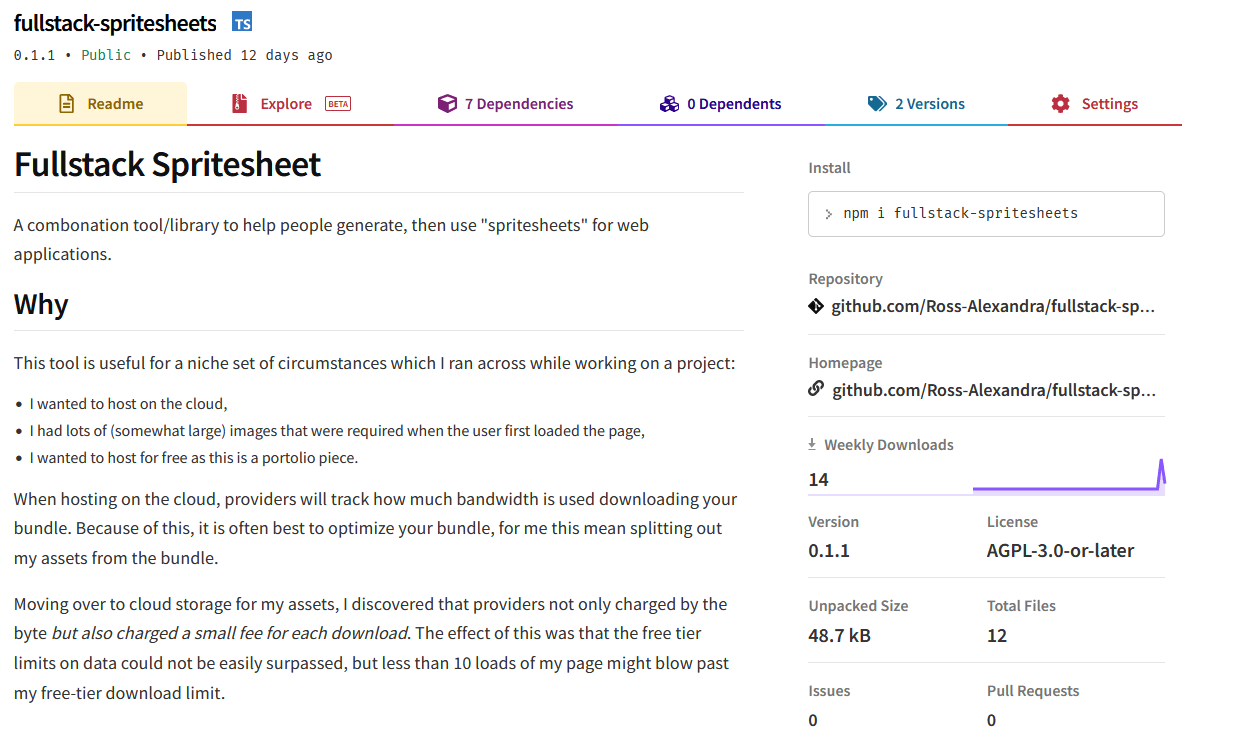 fullstack-spritesheets TS
0.1.1 • Public • Published 12 days ago
Readme
Explore BETA
7 Dependencies
0 Dependents
2 Versions
Settings
Fullstack Spritesheet
A combonation tool/library to help people generate, then use "spritesheets" for web
applications.
Why
This tool is useful for a niche set of circumstances which I ran across while working on a project:
• I wanted to host on the cloud,
• I had lots of (somewhat large) images that were required when the user first loaded the page,
• I wanted to host for free as this is a portolio piece.
When hosting on the cloud, providers will track how much bandwidth is used downloading your
bundle. Because of this, it is often best to optimize your bundle, for me this mean splitting out
my assets from the bundle.
Moving over to cloud storage for my assets, I discovered that providers not only charged by the
byte but also charged a small fee for each download. The effect of this was that the free tier
limits on data could not be easily surpassed, but less than 10 loads of my page might blow past
my free-tier download limit.
Install
> npm i fullstack-spritesheets
Repository
github.com/Ross-Alexandra/fullstack-sp...
Homepage
github.com/Ross-Alexandra/fullstack-sp...
Weekly Downloads
14
Version
0.1.1
License
AGPL-3.0-or-later
Unpacked Size
48.7 kB
Total Files
12
Issues
0
Pull Requests
0